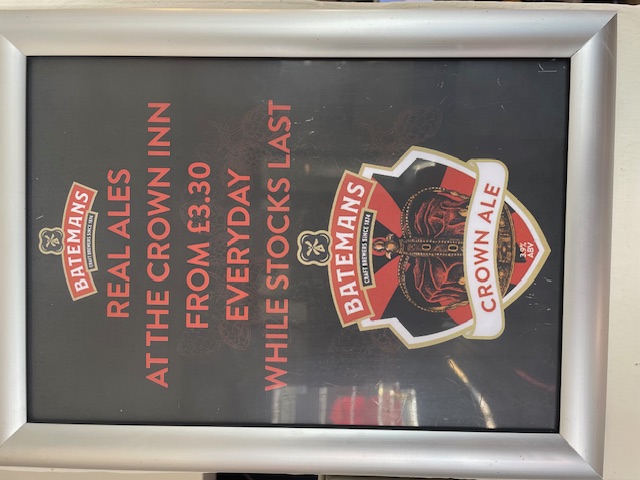 BATEMANS
CRAFT BREWERS SINCE 1874
REAL ALES
AT THE CROWN INN
FROM £3.30
EVERYDAY
WHILE STOCKS LAST
BATEMANS
CRAFT BREWERS SINCE 1874
CROWN ALE
3.9%
ABV